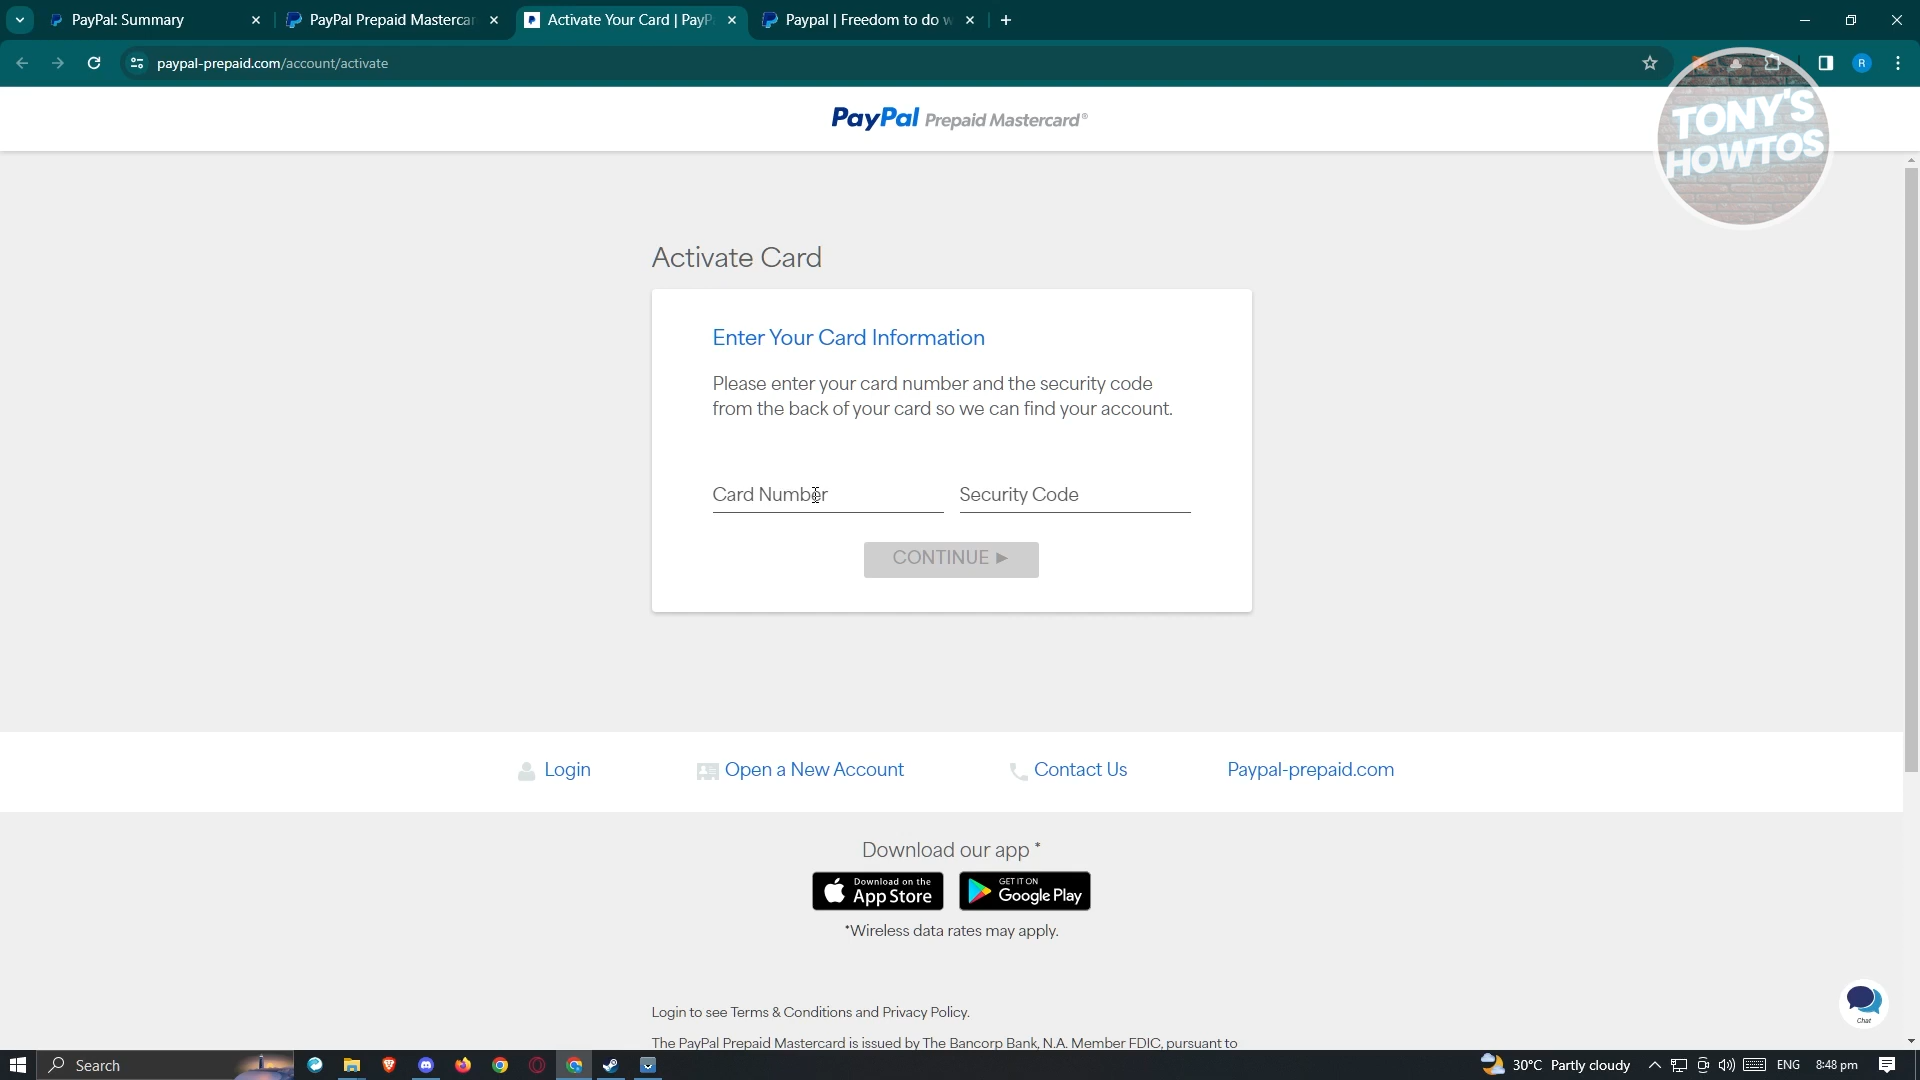 PayPal: Summary
PayPal Prepaid Mastercar
Activate Your Card | PayP
Paypal | Freedom to do w
paypal-prepaid.com/account/activate
R
PayPal Prepaid Mastercard®
TONY'S
HOWTOS
Activate Card
Enter Your Card Information
Please enter your card number and the security code
from the back of your card so we can find your account.
Card Number
Security Code
CONTINUE ►
Login
Open a New Account
Contact Us
Paypal-prepaid.com
Download our app *
Download on the
App Store
GET IT ON
Google Play
*Wireless data rates may apply.
Chat
Login to see Terms & Conditions and Privacy Policy.
The PayPal Prepaid Mastercard is issued by The Bancorp Bank, N.A. Member FDIC, pursuant to
Search
30°C Partly cloudy
ENG
8:48 pm